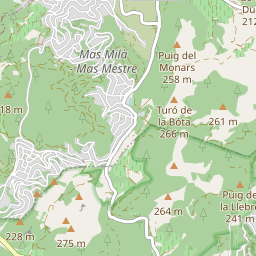 Du
212
Mas Milà
- Mas Mestre
Puig del
Monars
258 m
18 m
Turó de
la Bóta
266 m
261 m
Puig de
la Llebre
241 m
264 m
228 m
275 m